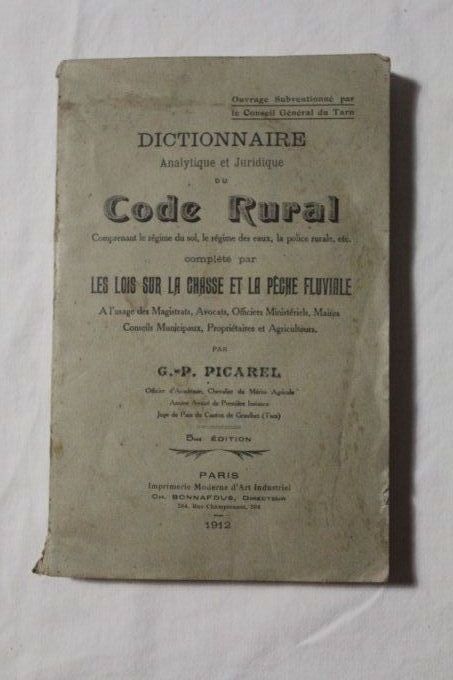 Ouvrage Subventionné par
le Conseil Général du Tarn
DICTIONNAIRE
Analytique et Juridique
DU
Code Rural
Comprenant le régime du sol, le régime des eaux, la police rurale, etc.
complété par
LES LOIS SUR LA CHASSE ET LA PÊCHE FLUVIALE
A l'usage des Magistrats, Avocats, Officiers Ministériels, Maires
Conseils Municipaux, Propriétaires et Agriculteurs.
PAR
G.-P. PICAREL
Officier d'Académie, Chevalier du Mérite Agricole
Ancien Avoué de Première Instance
Juge de Paix du Canton de Graulhet (Tarn)
5me ÉDITION
PARIS
Imprimerie Moderne d'Art Industriel
CH. BONNAFOUS, DIRECTEUR
Rue Championnet
1912